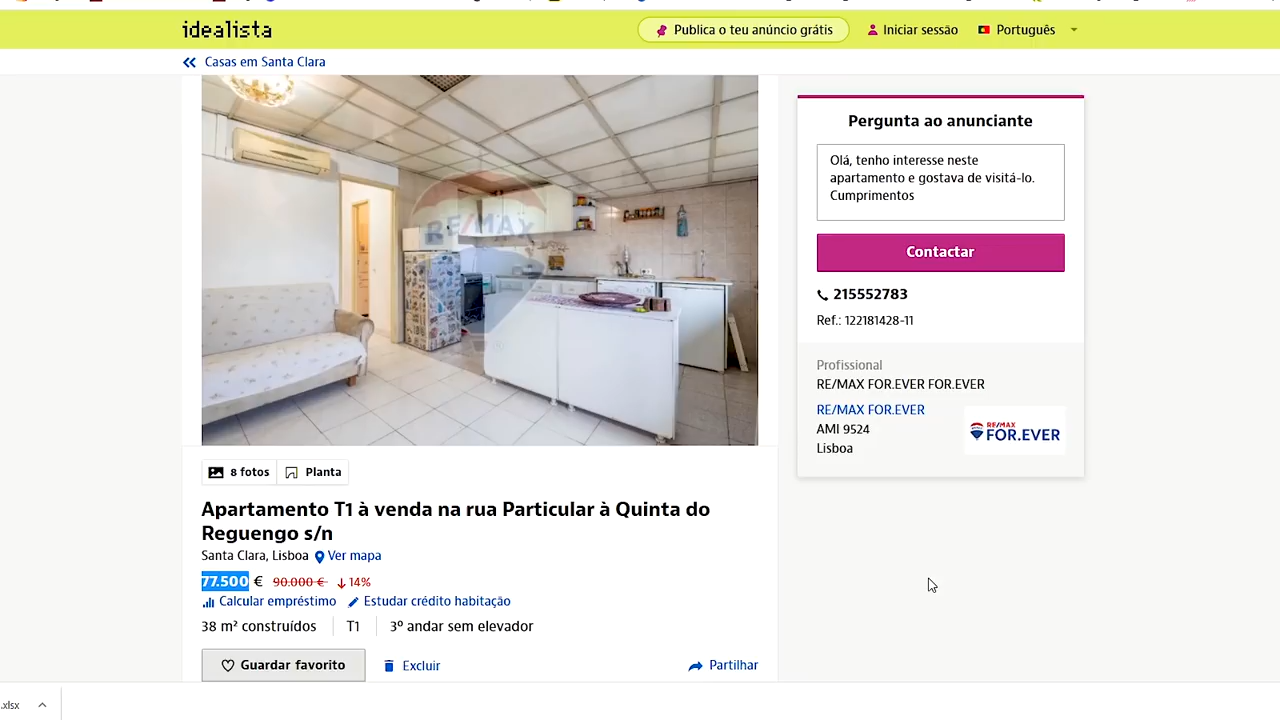 idealista
Publica o teu anúncio grátis
Iniciar sessão
Português
Casas em Santa Clara
RE/MAX
Pergunta ao anunciante
Olá, tenho interesse neste
apartamento e gostava de visitá-lo.
Cumprimentos
Contactar
215552783
Ref.: 122181428-11
Profissional
RE/MAX FOR.EVER FOR.EVER
RE/MAX FOR.EVER
AMI 9524
Lisboa
RE/MAX
FOR.EVER
8 fotos
Planta
Apartamento T1 à venda na rua Particular à Quinta do
Reguengo s/n
Santa Clara, Lisboa Ver mapa
77.500 € 90.000 € 14%
Calcular empréstimo Estudar crédito habitação
38 m² construídos T1 3º andar sem elevador
Guardar favorito Excluir Partilhar
.xlsx